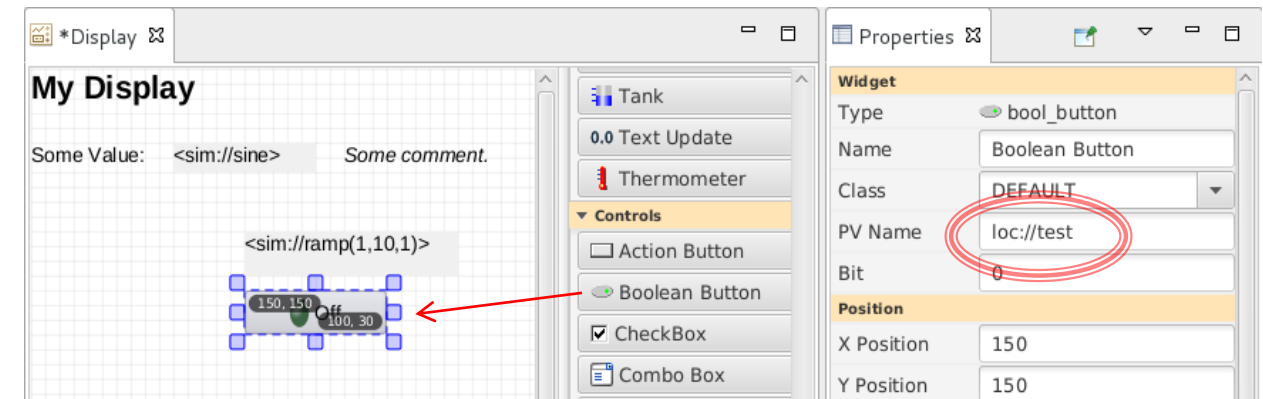 *Display
My Display
Some Value: <sim://sine> Some comment.
<sim://ramp(1,10,1)>
150, 150
Off
100, 30
Tank
0.0 Text Update
Thermometer
Controls
Action Button
Boolean Button
CheckBox
Combo Box
Properties
Widget
Type bool_button
Name Boolean Button
Class DEFAULT
PV Name loc://test
Bit 0
Position
X Position 150
Y Position 150